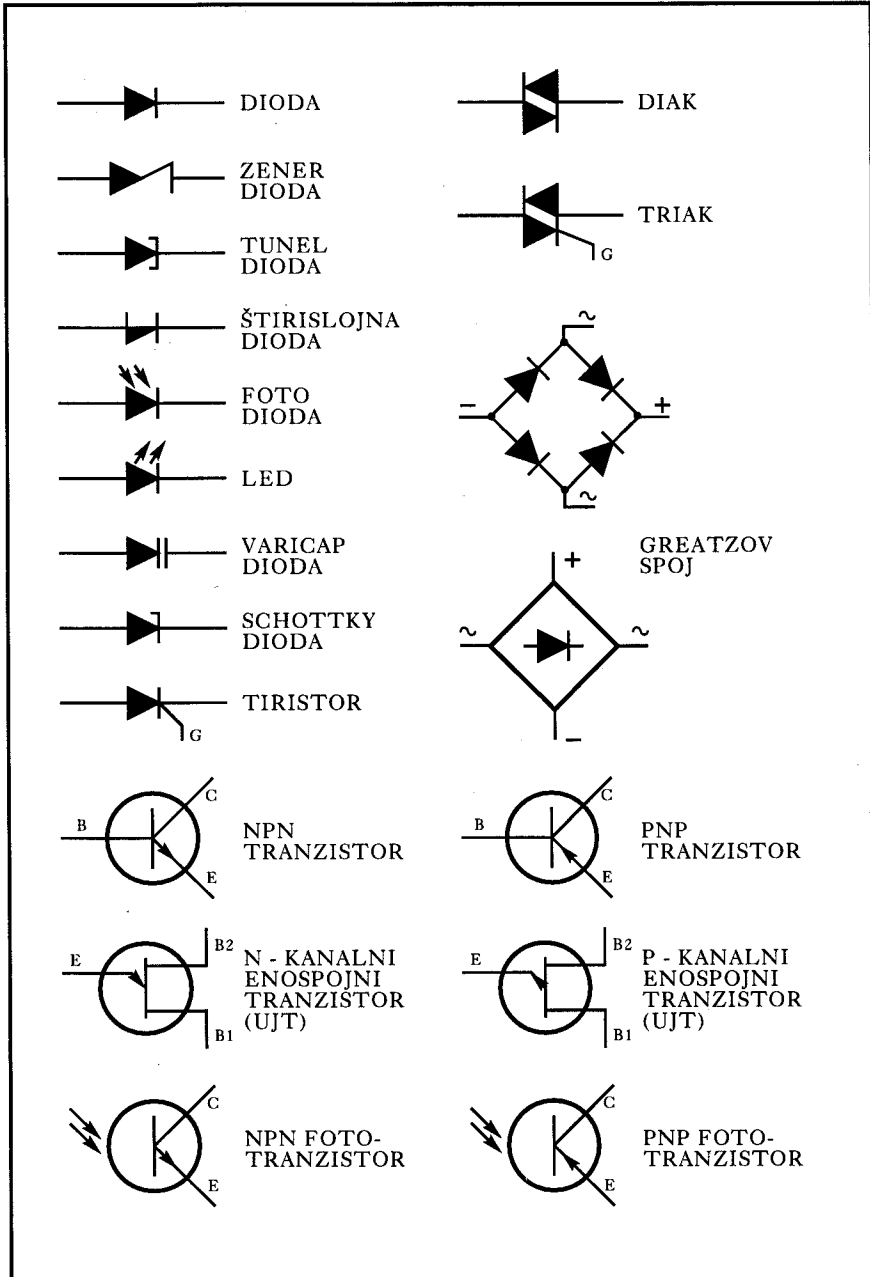 DIODA
ZENER
DIODA
TUNEL
DIODA
ŠTIRISLOJNA
DIODA
FOTO
DIODA
LED
VARICAP
DIODA
SCHOTTKY
DIODA
TIRISTOR
G
DIAK
TRIAK
G
~
−
+
~
GREATZOV
SPOJ
+
~
~
−
B
C
E
NPN
TRANZISTOR
B
C
E
PNP
TRANZISTOR
E
B2
B1
N - KANALNI
ENOSPOJNI
TRANZISTOR
(UJT)
E
B2
B1
P - KANALNI
ENOSPOJNI
TRANZISTOR
(UJT)
C
E
NPN FOTO-
TRANZISTOR
C
E
PNP FOTO-
TRANZISTOR